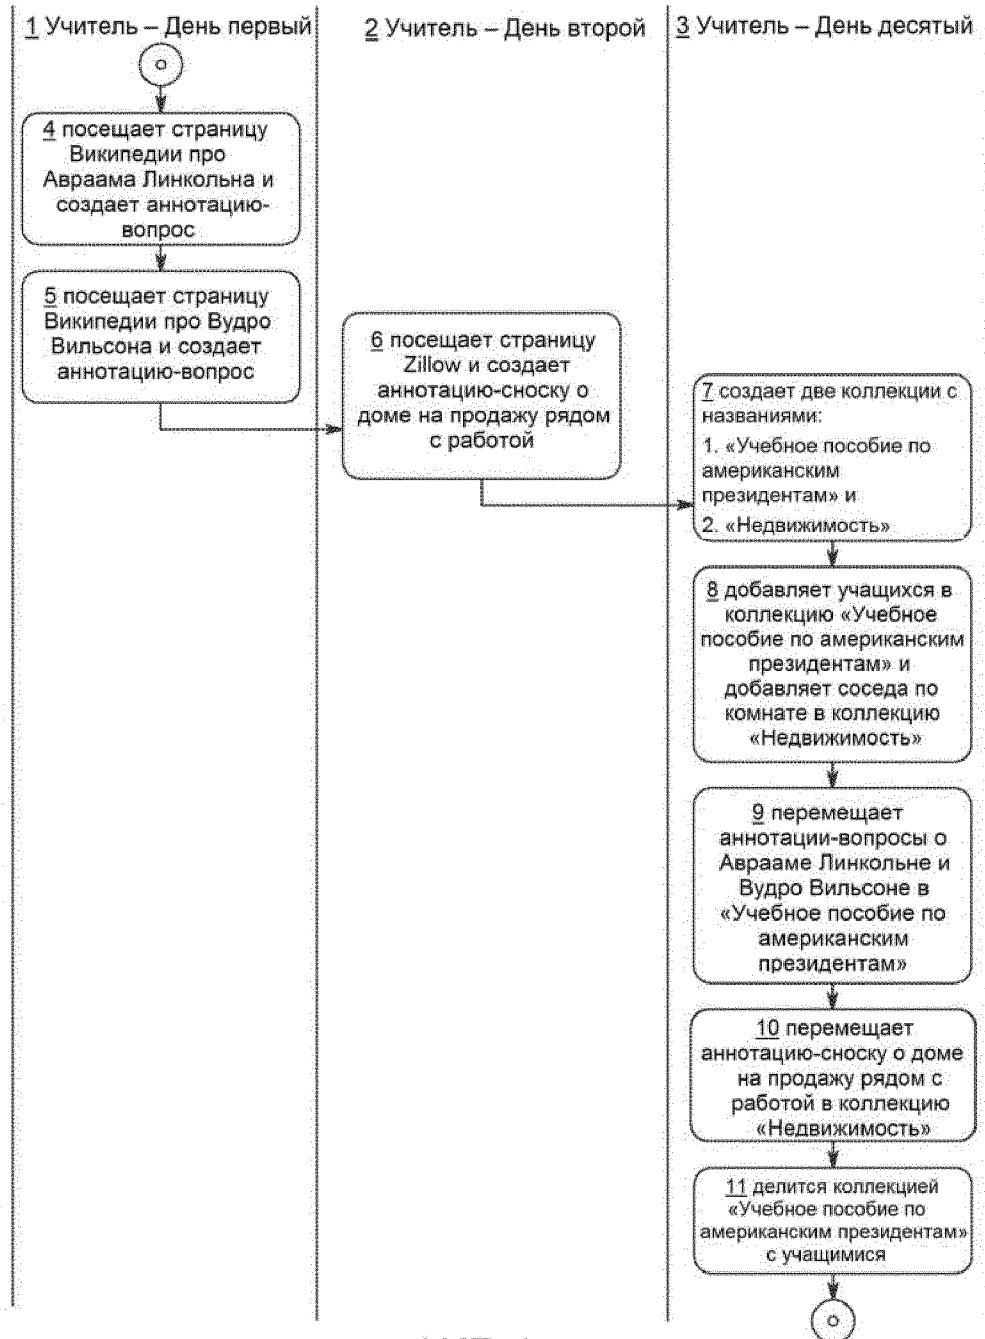 1 Учитель – День первый
2 Учитель – День второй
3 Учитель – День десятый
4 посещает страницу
Википедии про
Авраама Линкольна и
создает аннотацию-
вопрос
5 посещает страницу
Википедии про Вудро
Вильсона и создает
аннотацию-вопрос
6 посещает страницу
Zillow и создает
аннотацию-сноску о
доме на продажу рядом
с работой
7 создает две коллекции с
названиями:
1. «Учебное пособие по
американским
президентам» и
2. «Недвижимость»
8 добавляет учащихся в
коллекцию «Учебное
пособие по американским
президентам» и
добавляет соседа по
комнате в коллекцию
«Недвижимость»
9 перемещает
аннотации-вопросы о
Аврааме Линкольне и
Вудро Вильсоне в
«Учебное пособие по
американским
президентам»
10 перемещает
аннотацию-сноску о доме
на продажу рядом с
работой в коллекцию
«Недвижимость»
11 делится коллекцией
«Учебное пособие по
американским президентам»
с учащимися